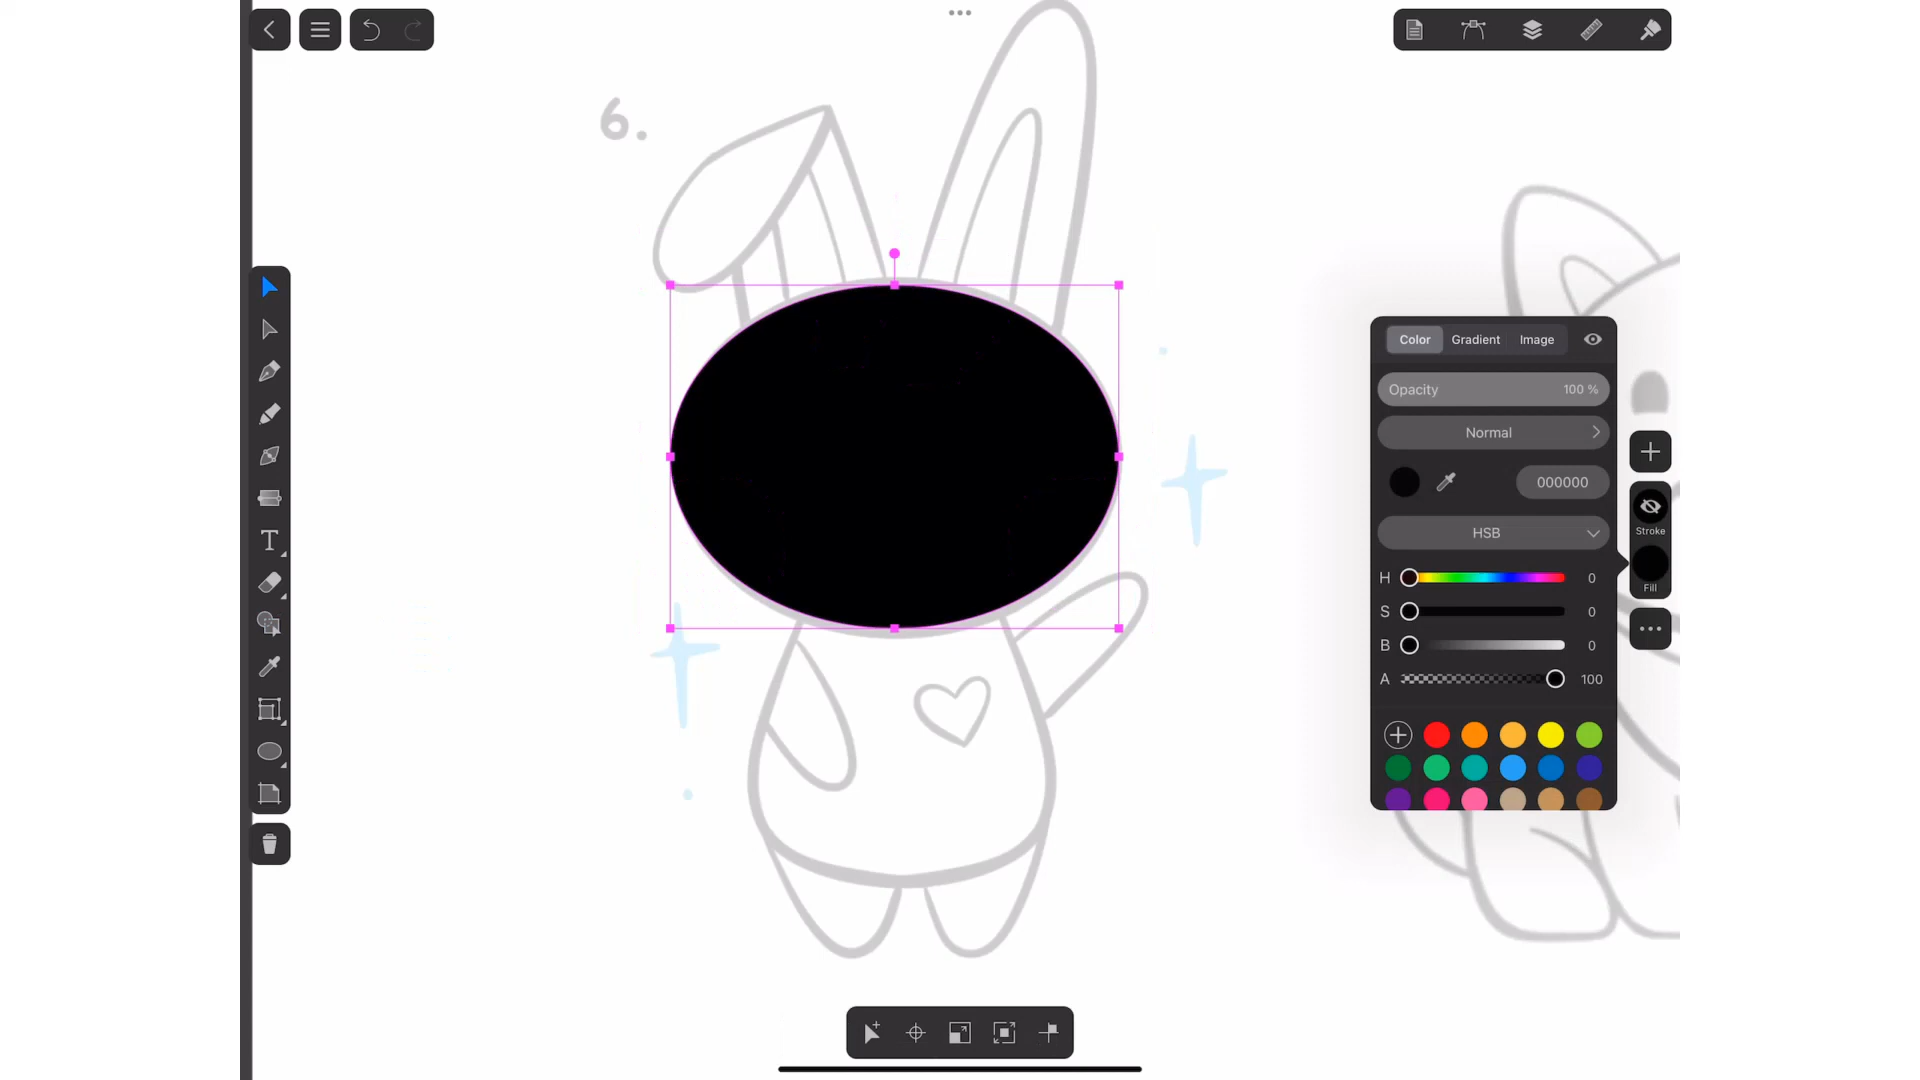 6.
Color Gradient Image
Opacity 100 %
Normal
000000
HSB
H 0
S 0
B 0
A 100
Stroke
Fill
T